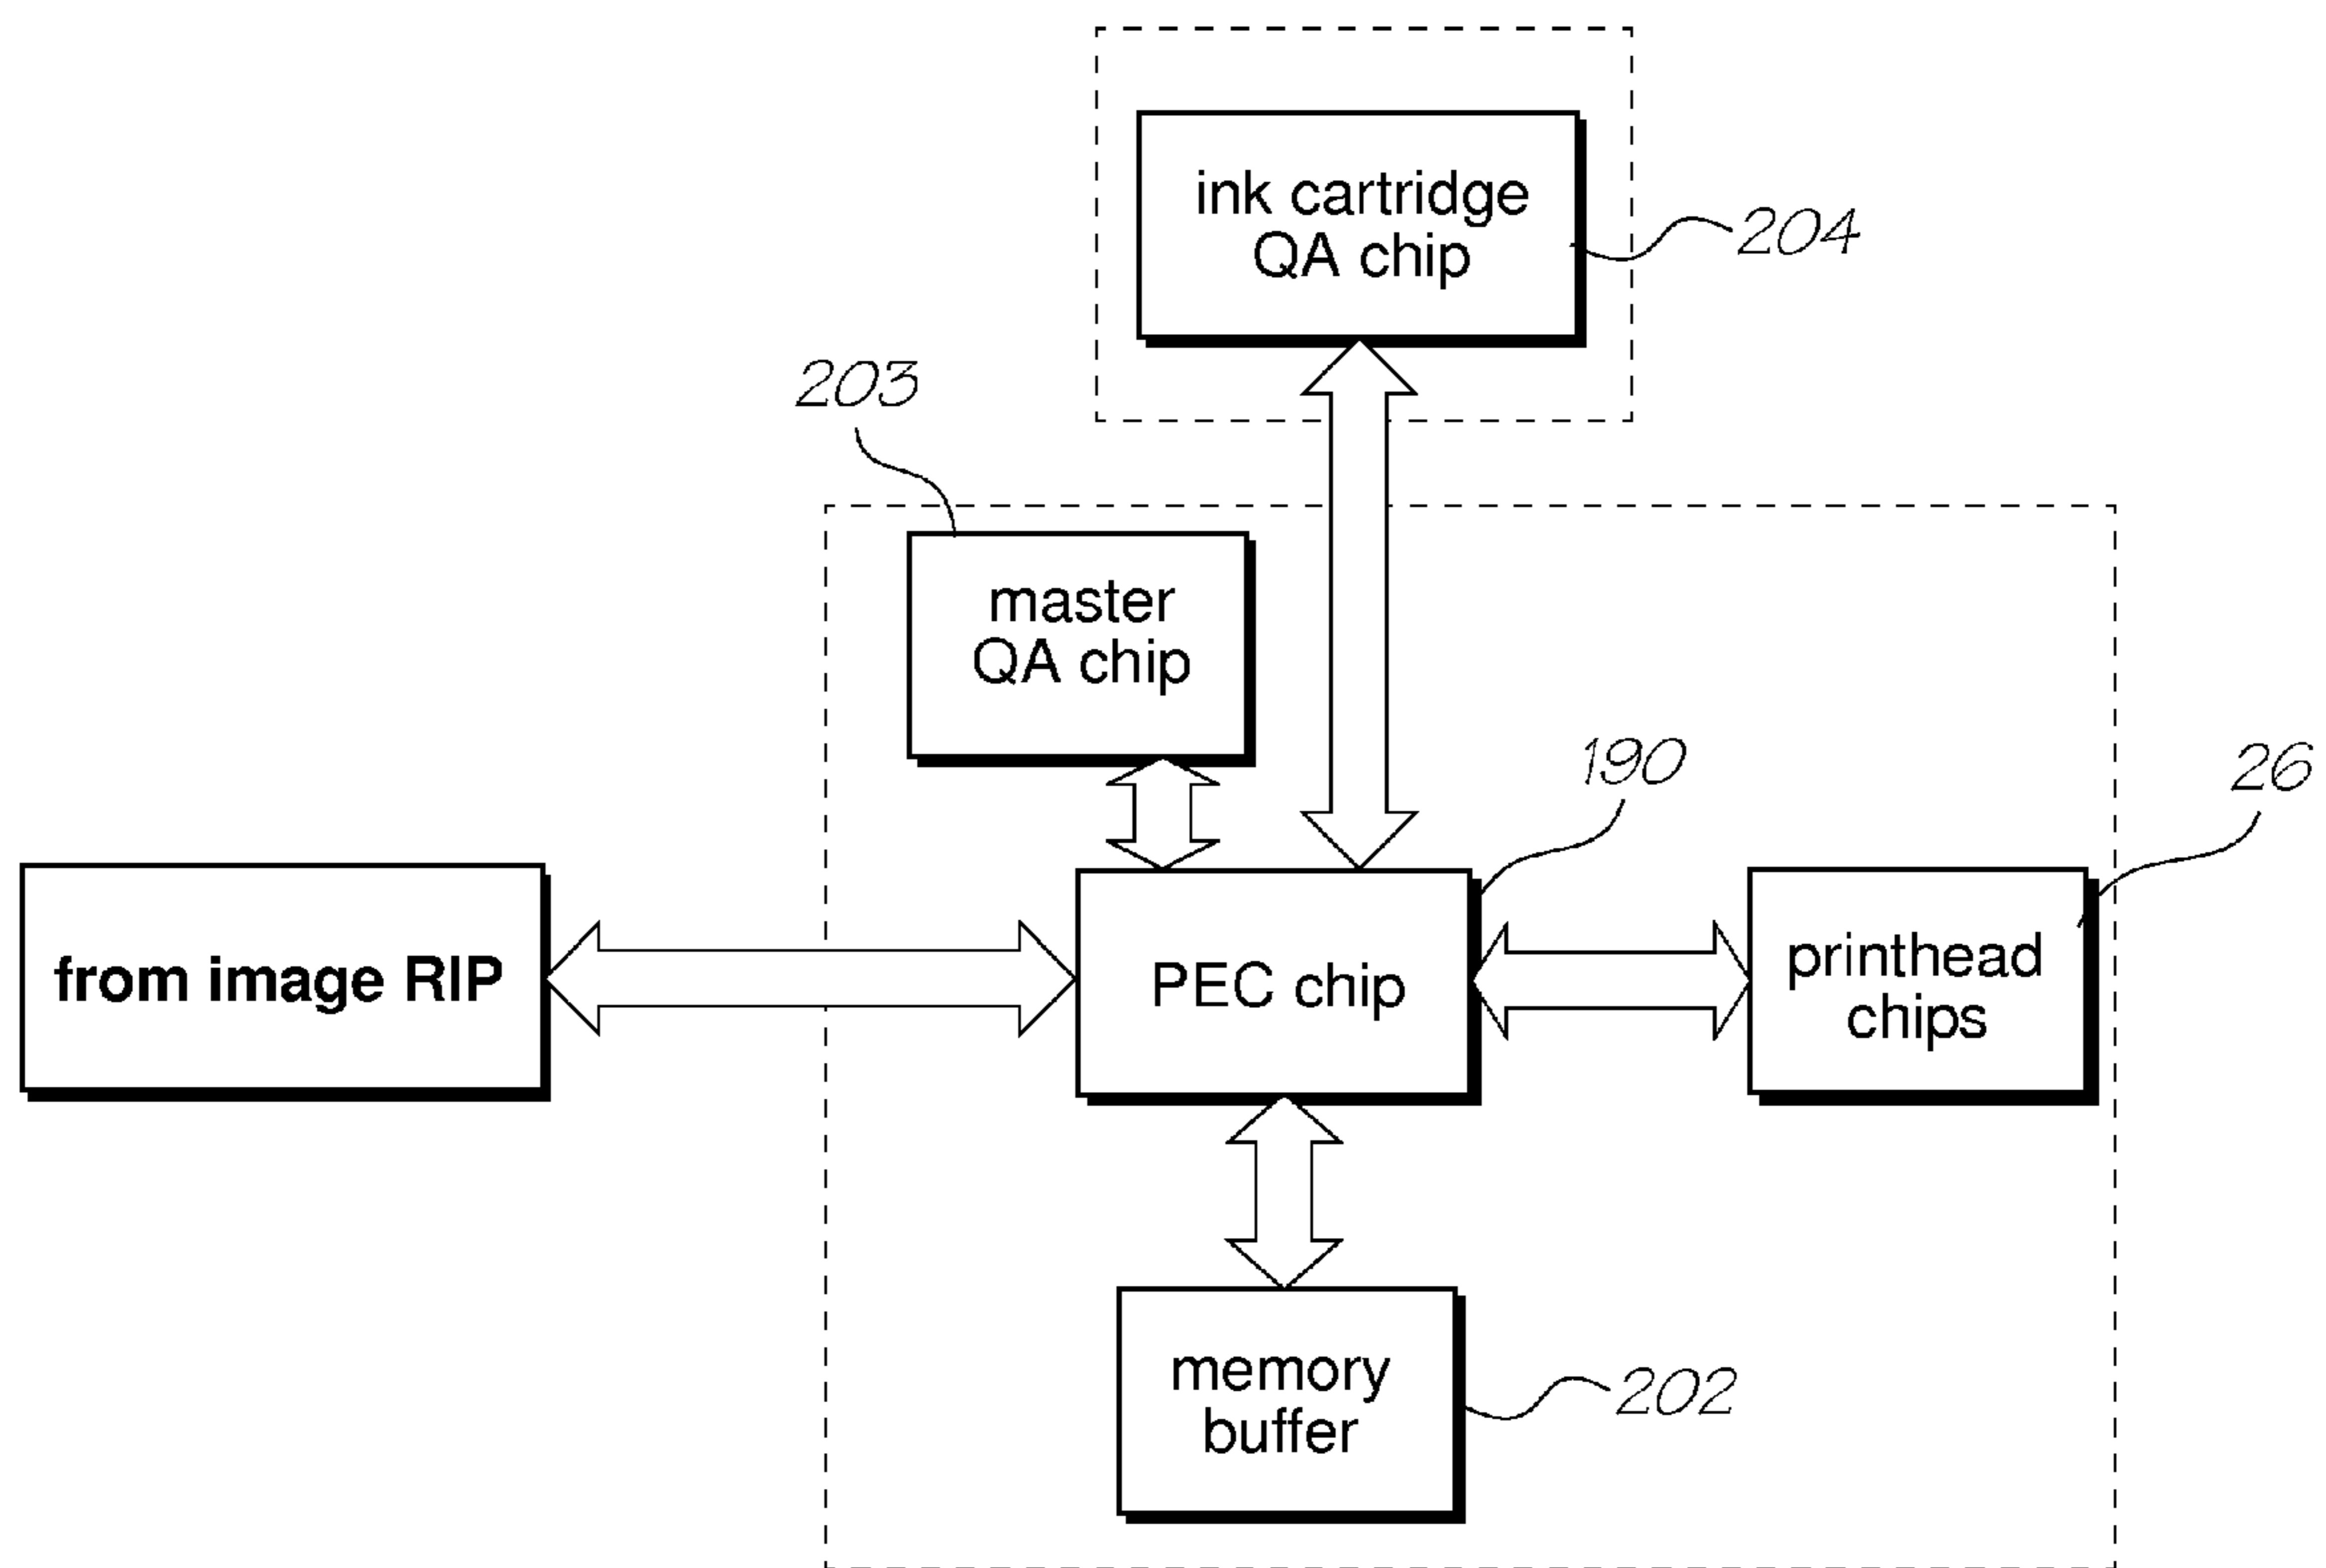 ink cartridge
QA chip
204
203
master
QA chip
190
26
from image RIP
PEC chip
printhead
chips
memory
buffer
202